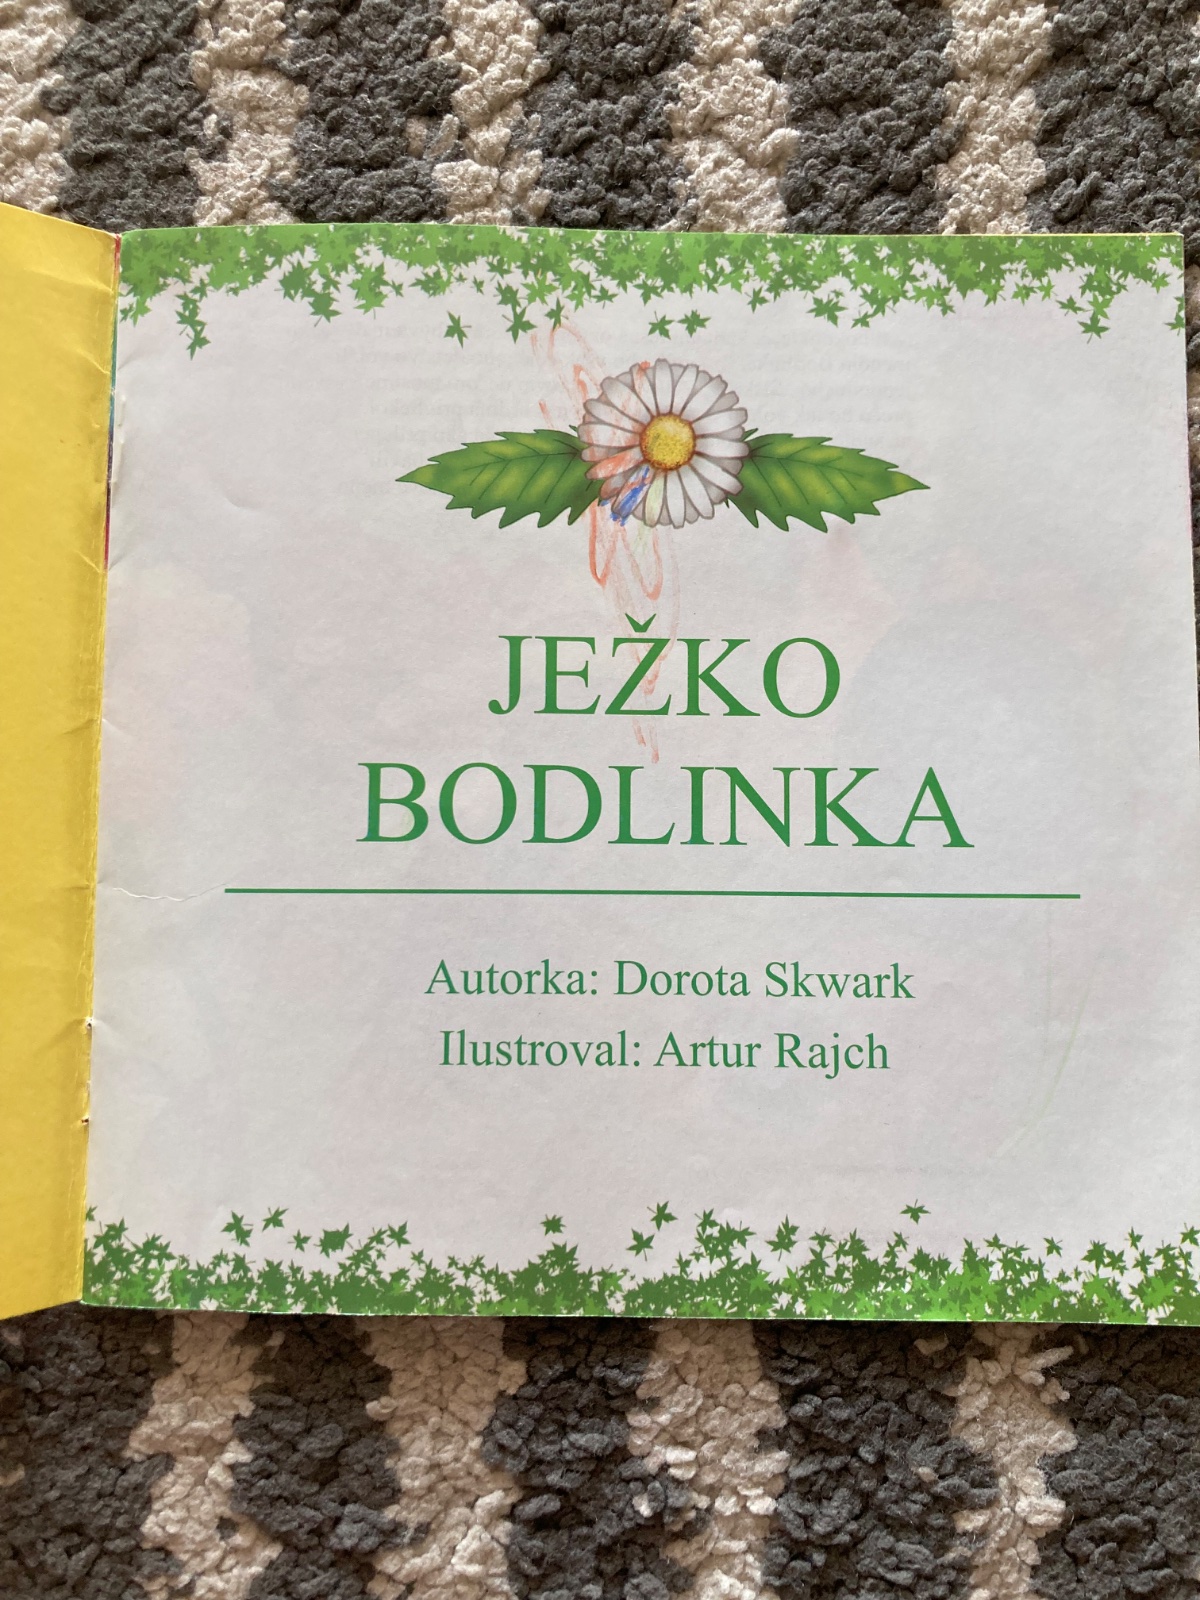 JEŽKO
BODLINKA
Autorka: Dorota Skwark
Ilustroval: Artur Rajch